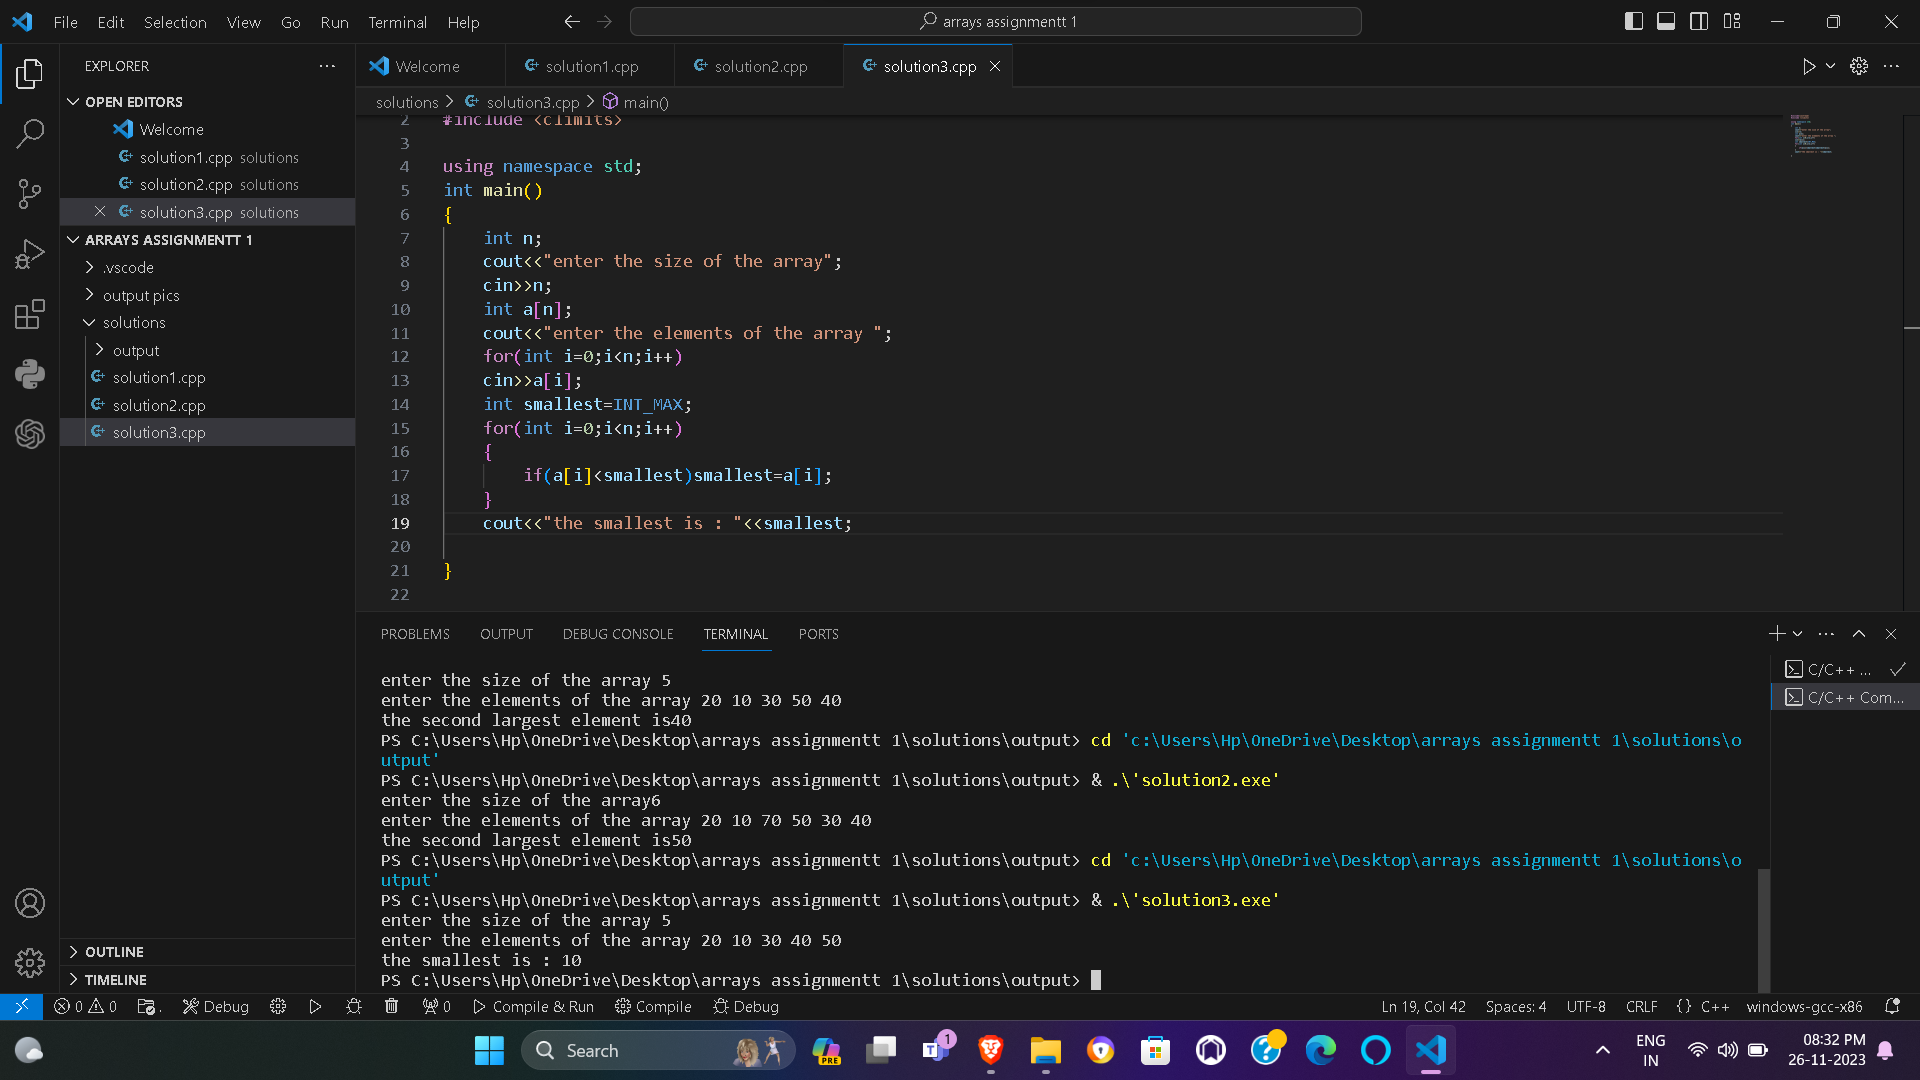 File Edit Selection View Go Run Terminal Help
arrays assignmentt 1
EXPLORER
OPEN EDITORS
Welcome
solution1.cpp solutions
solution2.cpp solutions
solution3.cpp solutions
ARRAYS ASSIGNMENTT 1
.vscode
output pics
solutions
output
solution1.cpp
solution2.cpp
solution3.cpp
OUTLINE
TIMELINE
Welcome
solution1.cpp
solution2.cpp
solution3.cpp
solutions > solution3.cpp > main()
2 #include <climits>
3
4 using namespace std;
5 int main()
6 {
7 int n;
8 cout<<"enter the size of the array";
9 cin>>n;
10 int a[n];
11 cout<<"enter the elements of the array ";
12 for(int i=0;i<n;i++)
13 cin>>a[i];
14 int smallest=INT_MAX;
15 for(int i=0;i<n;i++)
16 {
17 if(a[i]<smallest)smallest=a[i];
18 }
19 cout<<"the smallest is : "<<smallest;
20
21 }
22
PROBLEMS OUTPUT DEBUG CONSOLE TERMINAL PORTS
enter the size of the array 5
enter the elements of the array 20 10 30 50 40
the second largest element is40
PS C:\Users\Hp\OneDrive\Desktop\arrays assignmentt 1\solutions\output> cd 'c:\Users\Hp\OneDrive\Desktop\arrays assignmentt 1\solutions\o
utput'
PS C:\Users\Hp\OneDrive\Desktop\arrays assignmentt 1\solutions\output> & .\'solution2.exe'
enter the size of the array6
enter the elements of the array 20 10 70 50 30 40
the second largest element is50
PS C:\Users\Hp\OneDrive\Desktop\arrays assignmentt 1\solutions\output> cd 'c:\Users\Hp\OneDrive\Desktop\arrays assignmentt 1\solutions\o
utput'
PS C:\Users\Hp\OneDrive\Desktop\arrays assignmentt 1\solutions\output> & .\'solution3.exe'
enter the size of the array 5
enter the elements of the array 20 10 30 40 50
the smallest is : 10
PS C:\Users\Hp\OneDrive\Desktop\arrays assignmentt 1\solutions\output>
C/C++ ...
C/C++ Com...
0 0 Debug 0 Compile & Run Compile Debug
Ln 19, Col 42 Spaces: 4 UTF-8 CRLF {} C++ windows-gcc-x86
Search
PRE
1
ENG
IN
08:32 PM
26-11-2023